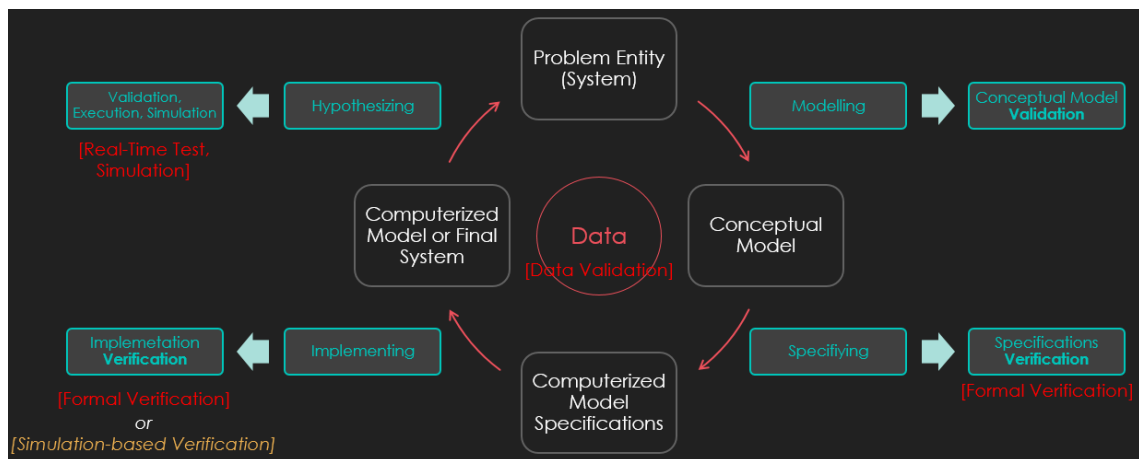 Problem Entity
(System)
Validation,
Execution, Simulation
Hypothesizing
Modelling
Conceptual Model
Validation
[Real-Time Test,
Simulation]
Computerized
Model or Final
System
Data
[Data Validation]
Conceptual
Model
Implemetation
Verification
Implementing
Specifiying
Specifications
Verification
[Formal Verification]
or
[Simulation-based Verification]
Computerized
Model
Specifications
[Formal Verification]